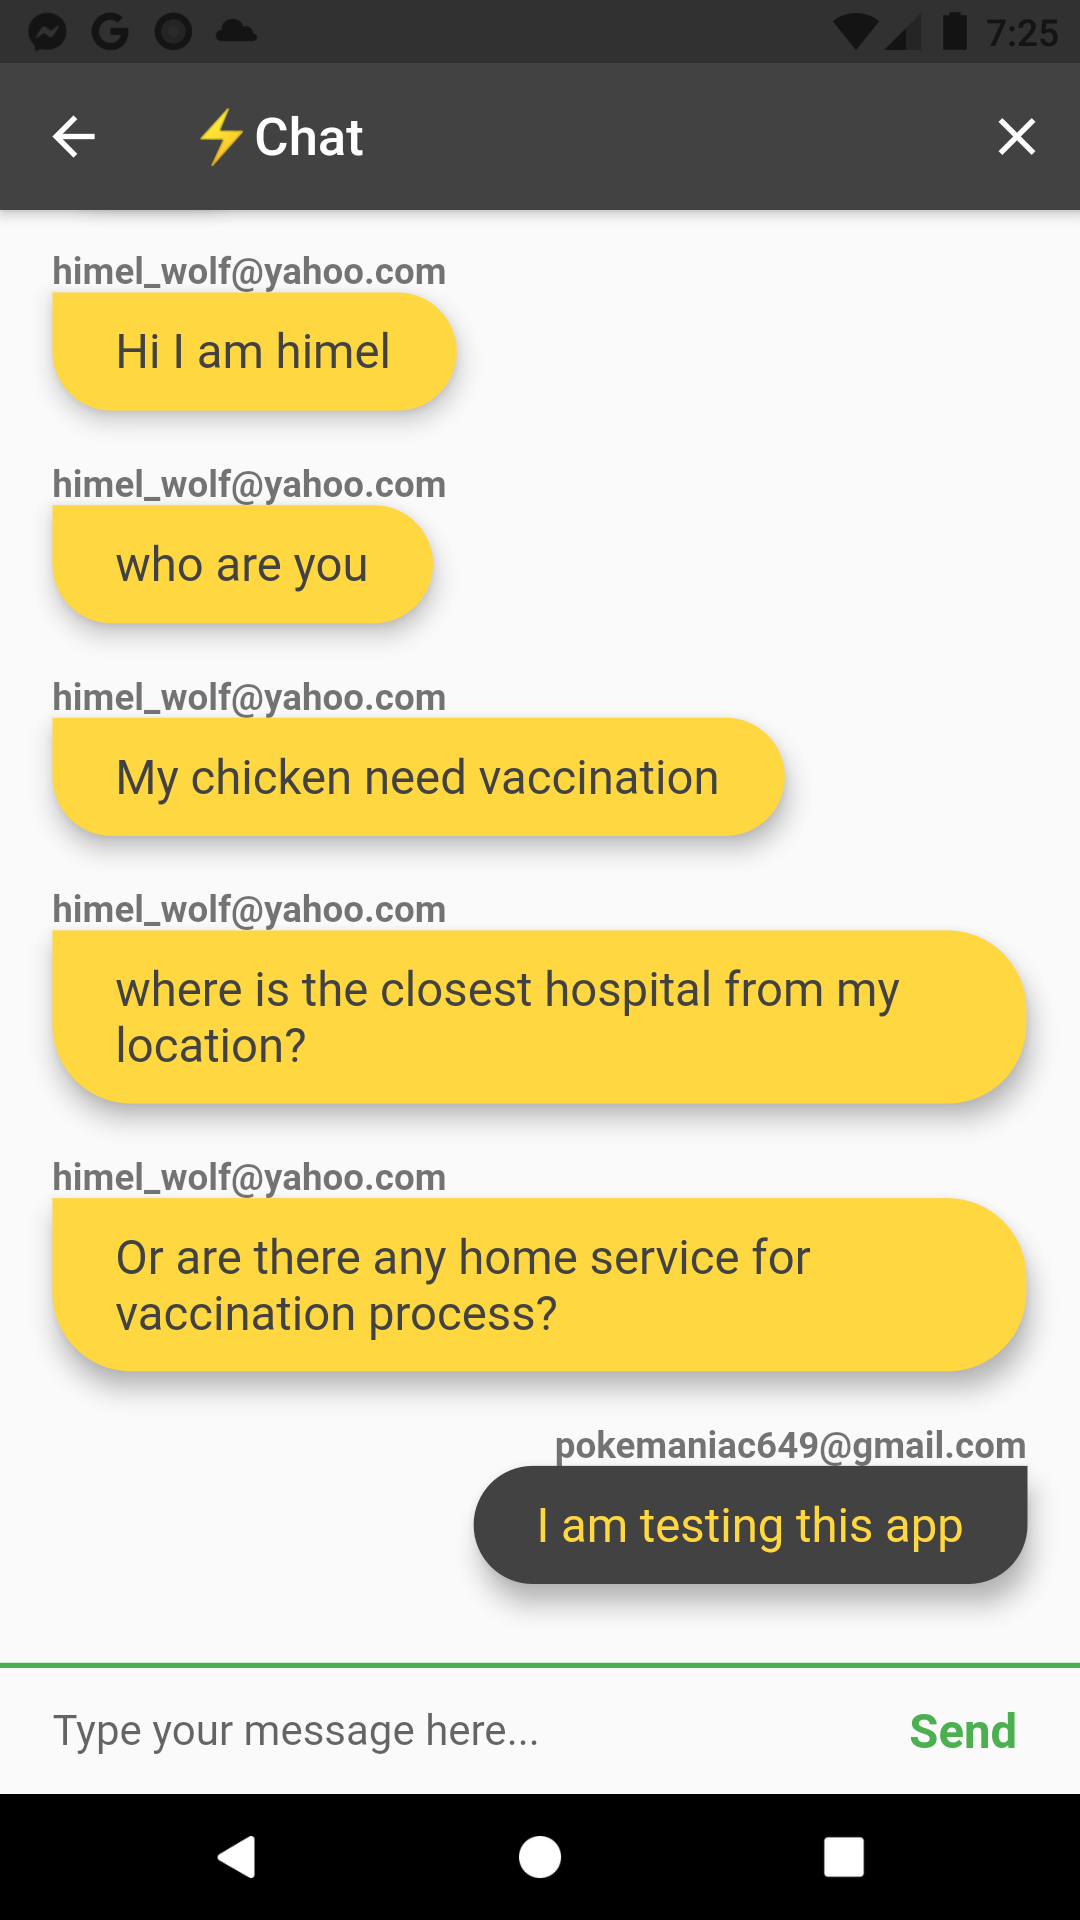 7:25
⚡Chat
himel_wolf@yahoo.com
Hi I am himel
himel_wolf@yahoo.com
who are you
himel_wolf@yahoo.com
My chicken need vaccination
himel_wolf@yahoo.com
where is the closest hospital from my
location?
himel_wolf@yahoo.com
Or are there any home service for
vaccination process?
pokemaniac649@gmail.com
I am testing this app
Type your message here...
Send